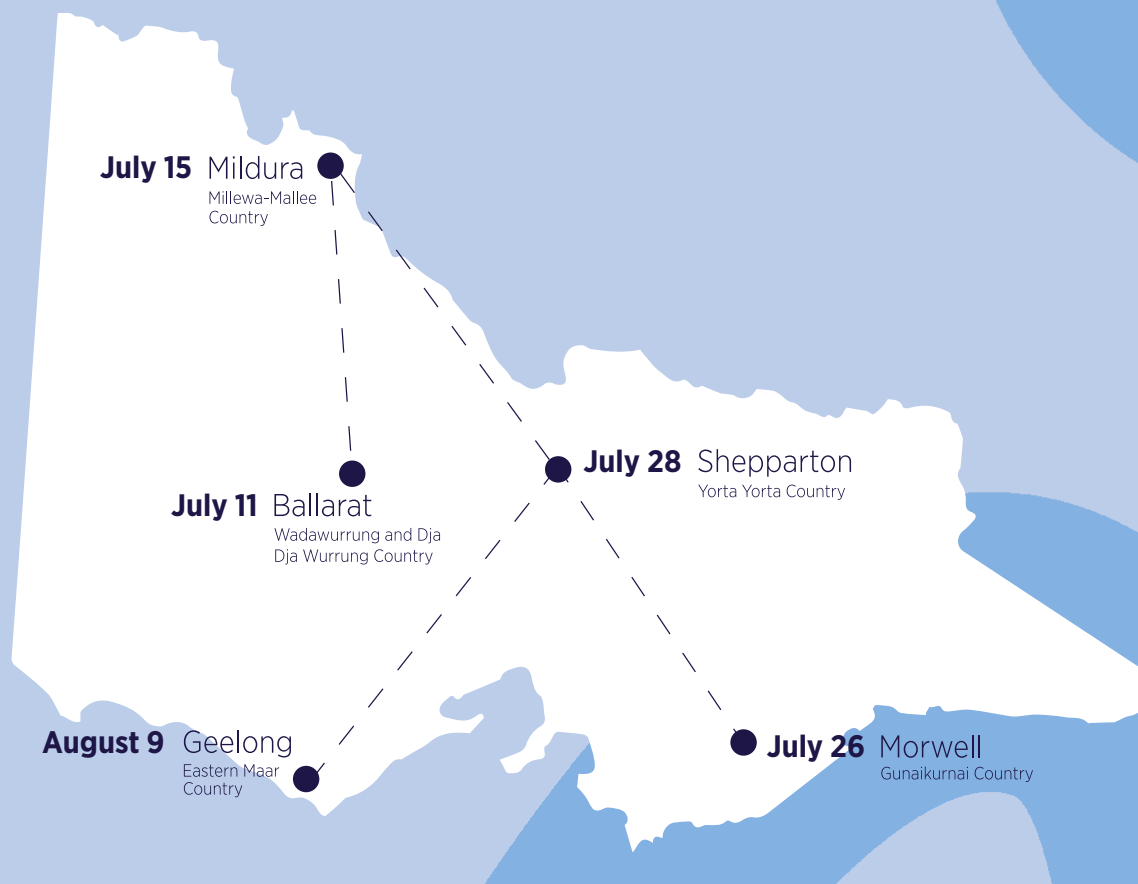 July 15 Mildura
Millewa-Mallee
Country
July 28 Shepparton
Yorta Yorta Country
July 11 Ballarat
Wadawurrung and Dja
Dja Wurrung Country
August 9 Geelong
Eastern Maar
Country
July 26 Morwell
Gunaikurnai Country